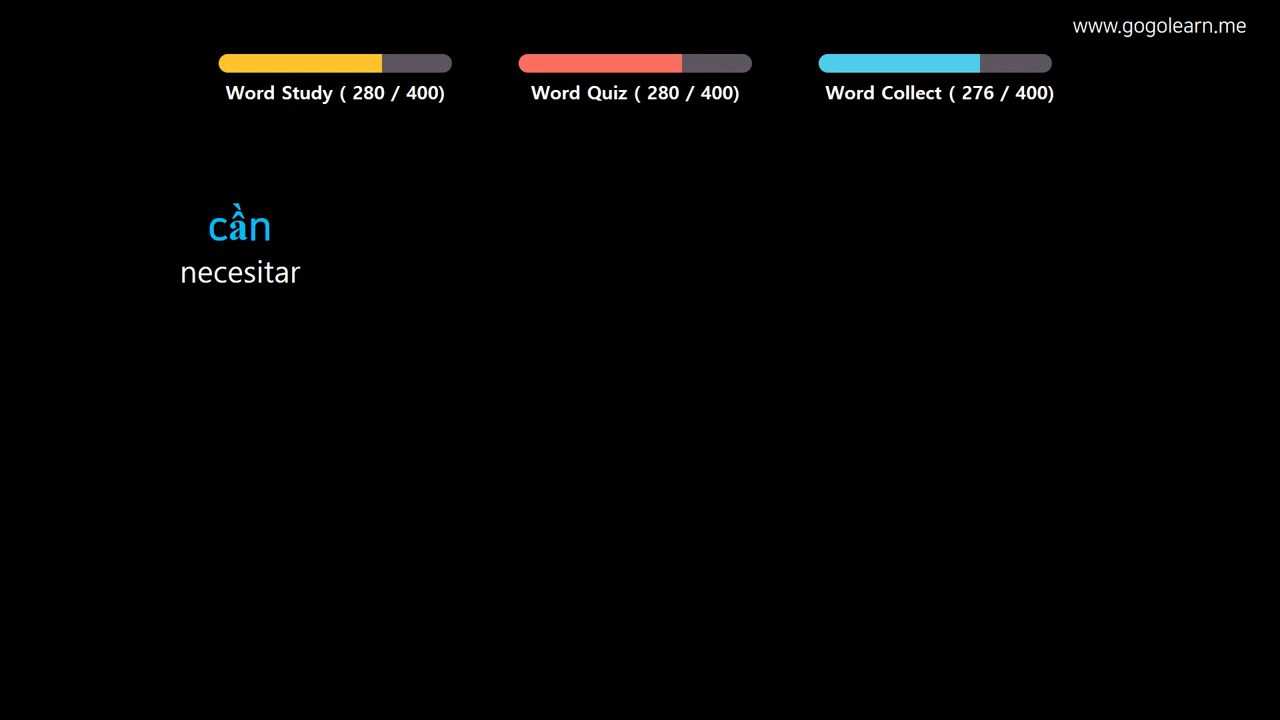 www.gogolearn.me
Word Study ( 280 / 400)
Word Quiz ( 280 / 400)
Word Collect ( 276 / 400)
cần
necesitar